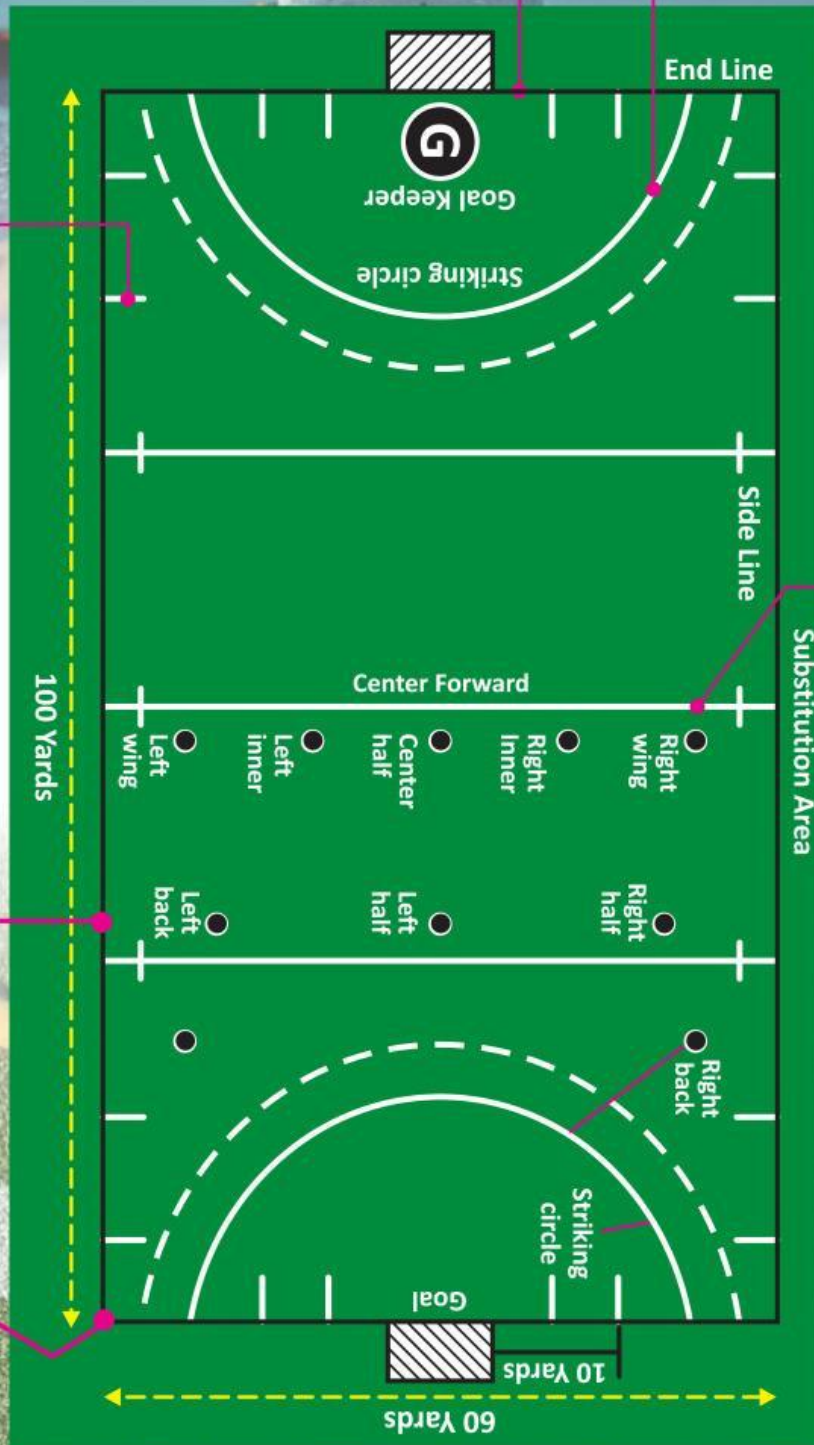 End Line
G
Goal Keeper
Striking circle
Side Line
Substitution Area
Center Forward
Left
wing
Left
inner
Center
half
Right
Inner
Right
wing
100 Yards
Left
back
Left
half
Right
half
Right
back
Striking
circle
Goal
10 Yards
60 Yards